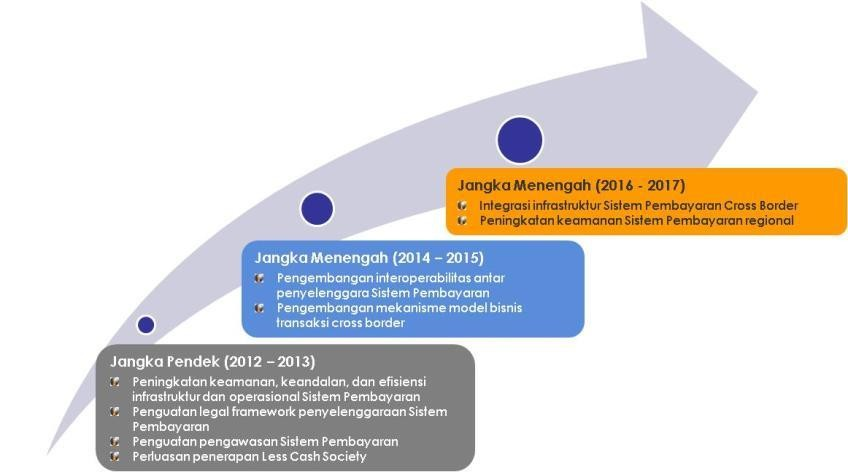 Jangka Menengah (2016 - 2017)
Integrasi infrastruktur Sistem Pembayaran Cross Border
Peningkatan keamanan Sistem Pembayaran regional
Jangka Menengah (2014 – 2015)
Pengembangan interoperabilitas antar
penyelenggara Sistem Pembayaran
Pengembangan mekanisme model bisnis
transaksi cross border
Jangka Pendek (2012 – 2013)
Peningkatan keamanan, keandalan, dan efisiensi
infrastruktur dan operasional Sistem Pembayaran
Penguatan legal framework penyelenggaraan Sistem
Pembayaran
Penguatan pengawasan Sistem Pembayaran
Perluasan penerapan Less Cash Society